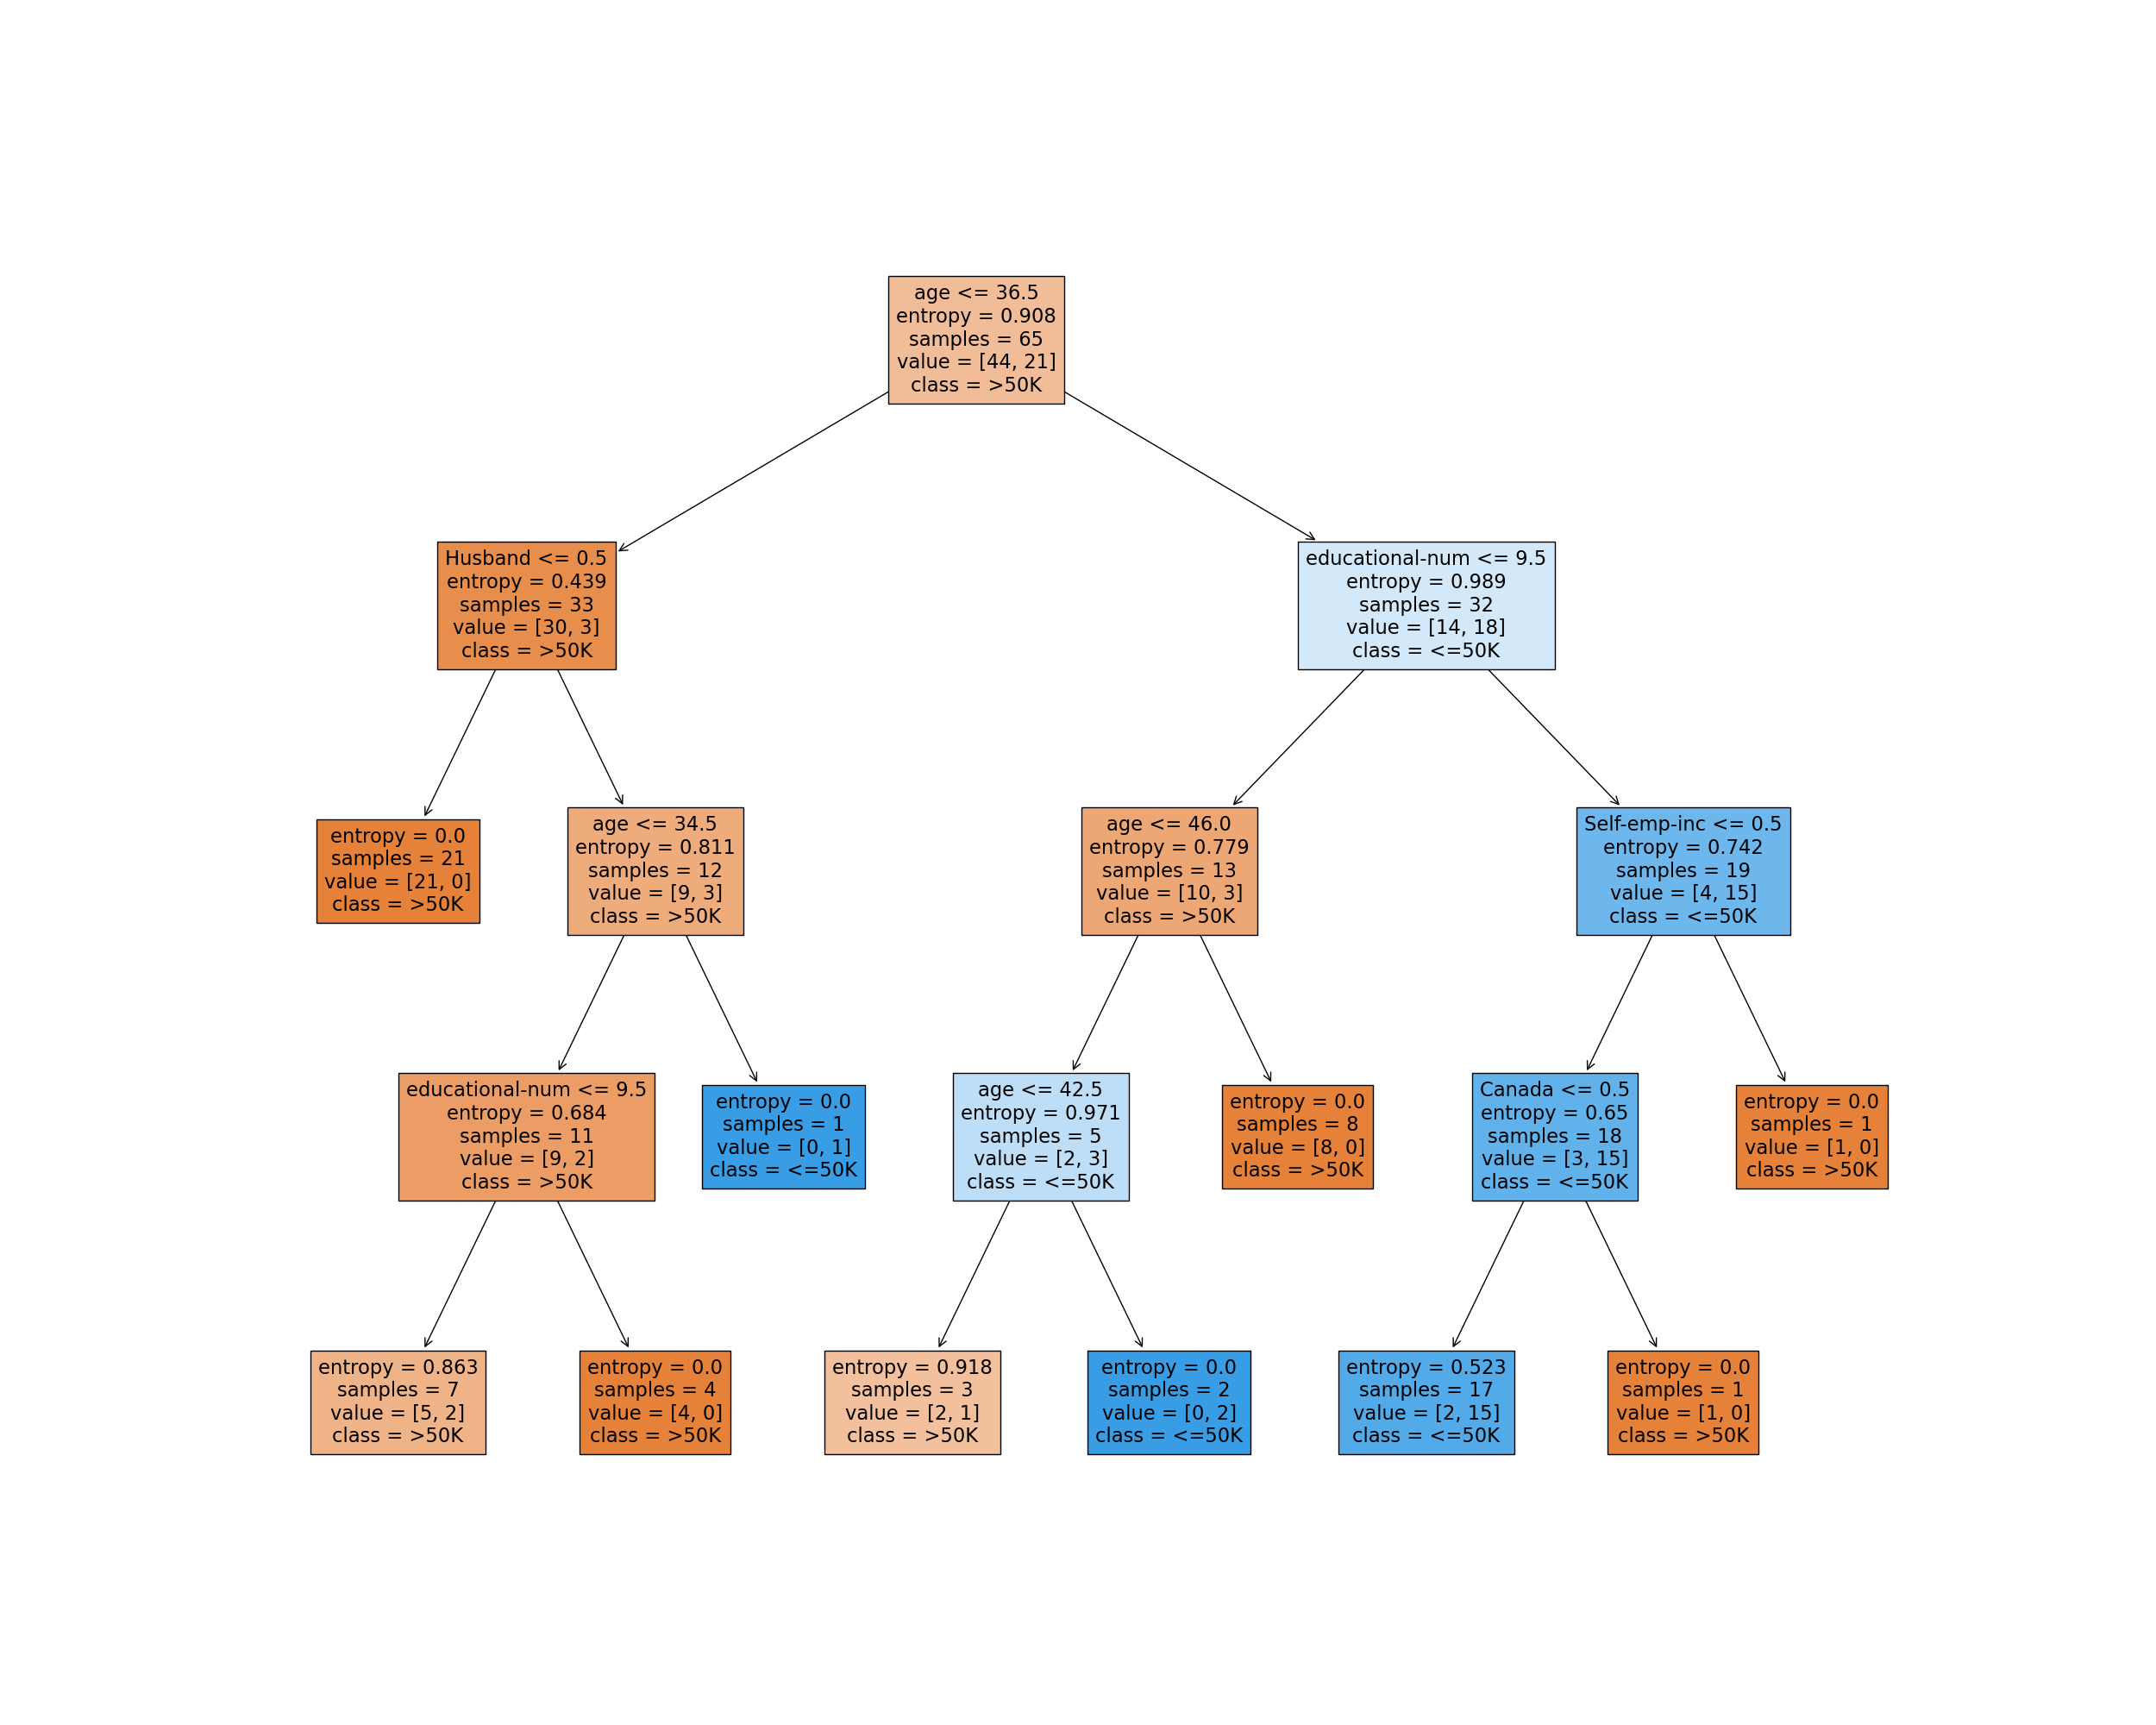 age <= 36.5
entropy = 0.908
samples = 65
value = [44, 21]
class = >50K
Husband <= 0.5
entropy = 0.439
samples = 33
value = [30, 3]
class = >50K
educational-num <= 9.5
entropy = 0.989
samples = 32
value = [14, 18]
class = <=50K
entropy = 0.0
samples = 21
value = [21, 0]
class = >50K
age <= 34.5
entropy = 0.811
samples = 12
value = [9, 3]
class = >50K
age <= 46.0
entropy = 0.779
samples = 13
value = [10, 3]
class = >50K
Self-emp-inc <= 0.5
entropy = 0.742
samples = 19
value = [4, 15]
class = <=50K
educational-num <= 9.5
entropy = 0.684
samples = 11
value = [9, 2]
class = >50K
entropy = 0.0
samples = 1
value = [0, 1]
class = <=50K
age <= 42.5
entropy = 0.971
samples = 5
value = [2, 3]
class = <=50K
entropy = 0.0
samples = 8
value = [8, 0]
class = >50K
Canada <= 0.5
entropy = 0.65
samples = 18
value = [3, 15]
class = <=50K
entropy = 0.0
samples = 1
value = [1, 0]
class = >50K
entropy = 0.863
samples = 7
value = [5, 2]
class = >50K
entropy = 0.0
samples = 4
value = [4, 0]
class = >50K
entropy = 0.918
samples = 3
value = [2, 1]
class = >50K
entropy = 0.0
samples = 2
value = [0, 2]
class = <=50K
entropy = 0.523
samples = 17
value = [2, 15]
class = <=50K
entropy = 0.0
samples = 1
value = [1, 0]
class = >50K